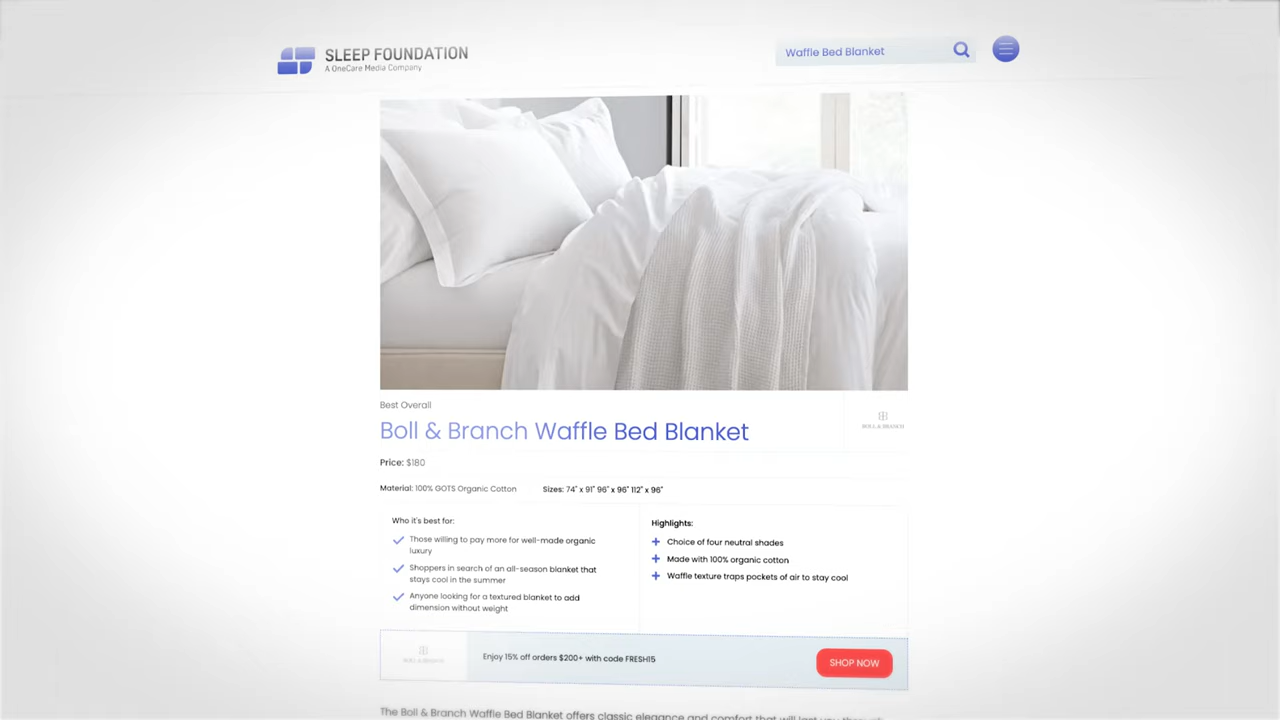 SLEEP FOUNDATION
A OneCare Media Company
Waffle Bed Blanket
Best Overall
Boll & Branch Waffle Bed Blanket
BOLL & BRANCH
Price: $180
Material: 100% GOTS Organic Cotton
Sizes: 74" x 91" 96" x 96" 112" x 96"
Who it's best for:
Those willing to pay more for well-made organic
luxury
Shoppers in search of an all-season blanket that
stays cool in the summer
Anyone looking for a textured blanket to add
dimension without weight
Highlights:
Choice of four neutral shades
Made with 100% organic cotton
Waffle texture traps pockets of air to stay cool
BOLL & BRANCH
Enjoy 15% off orders $200+ with code FRESH15
SHOP NOW
The Boll & Branch Waffle Bed Blanket offers classic elegance and comfort that will last you